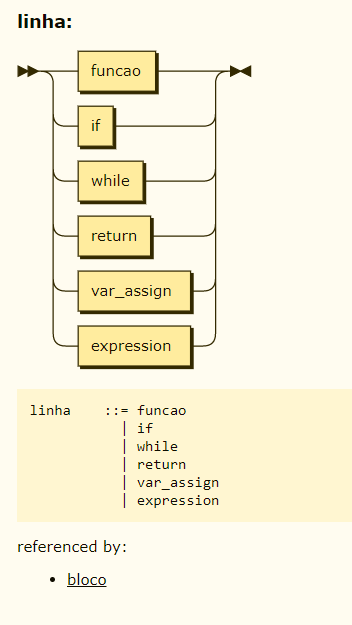 linha:
funcao
if
while
return
var_assign
expression
linha    ::= funcao
           | if
           | while
           | return
           | var_assign
           | expression
referenced by:
• bloco